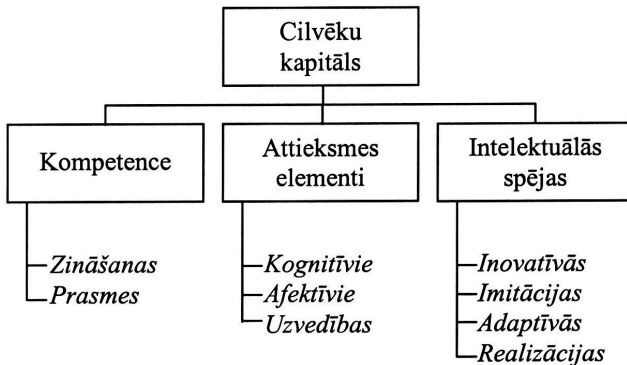 Cilvēku
kapitāls
Kompetence
Attieksmes
elementi
Intelektuālās
spējas
Zināšanas
Prasmes
Kognitīvie
Afektīvie
Uzvedības
Inovatīvās
Imitācijas
Adaptīvās
Realizācijas